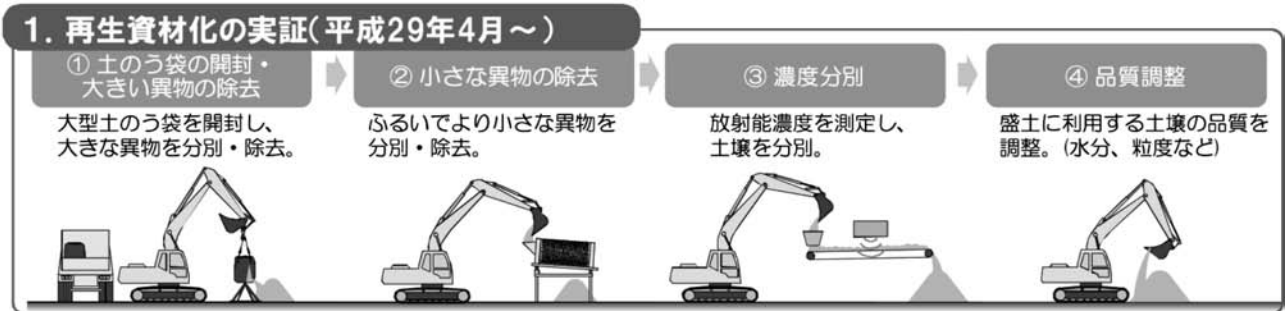 1. 再生資材化の実証(平成29年4月～)
① 土のう袋の開封・
大きい異物の除去
大型土のう袋を開封し、
大きな異物を分別・除去。
② 小さな異物の除去
ふるいでより小さな異物を
分別・除去。
③ 濃度分別
放射能濃度を測定し、
土壌を分別。
④ 品質調整
盛土に利用する土壌の品質を
調整。(水分、粒度など)